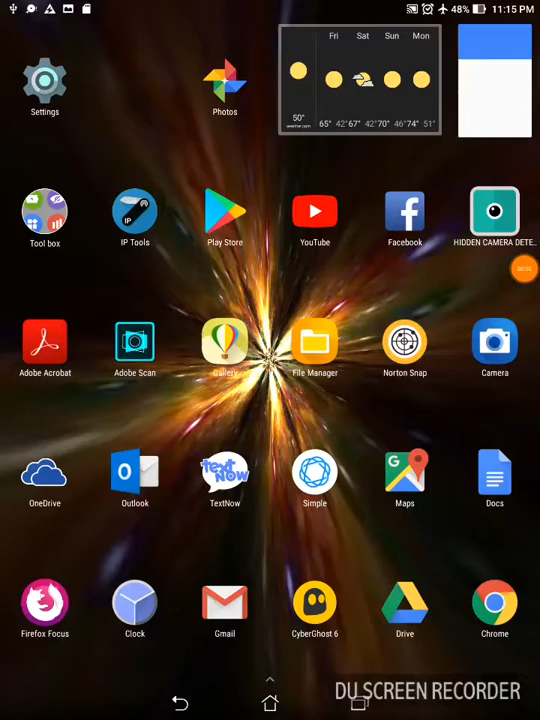 48% 11:15 PM
Fri Sat Sun Mon
50°
65° 42°67° 42°70° 46°74° 51°
Settings Photos
IP
Tool box IP Tools Play Store YouTube Facebook HIDDEN CAMERA DETE..
Adobe Acrobat Adobe Scan Gallery File Manager Norton Snap Camera
O text NOW G
OneDrive Outlook TextNow Simple Maps Docs
Firefox Focus Clock Gmail CyberGhost 6 Drive Chrome
DU SCREEN RECORDER